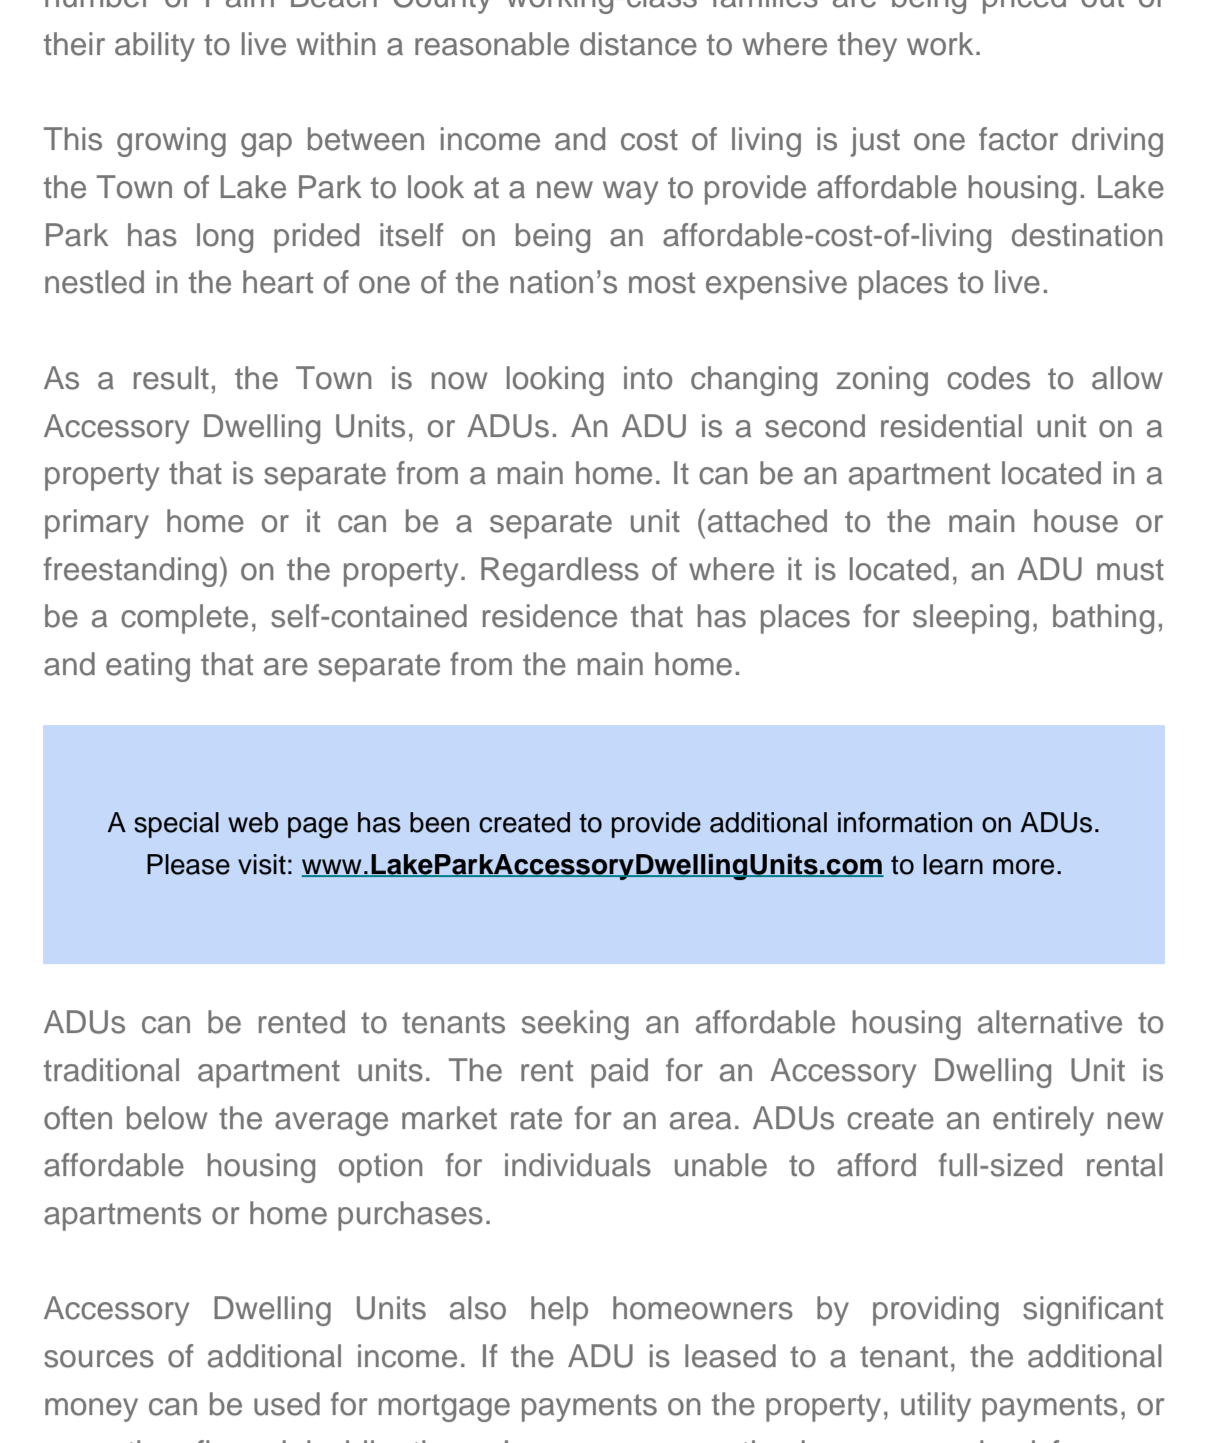 number of Palm Beach County working-class families are being priced out of
their ability to live within a reasonable distance to where they work.
This growing gap between income and cost of living is just one factor driving
the Town of Lake Park to look at a new way to provide affordable housing. Lake
Park has long prided itself on being an affordable-cost-of-living destination
nestled in the heart of one of the nation’s most expensive places to live.
As a result, the Town is now looking into changing zoning codes to allow
Accessory Dwelling Units, or ADUs. An ADU is a second residential unit on a
property that is separate from a main home. It can be an apartment located in a
primary home or it can be a separate unit (attached to the main house or
freestanding) on the property. Regardless of where it is located, an ADU must
be a complete, self-contained residence that has places for sleeping, bathing,
and eating that are separate from the main home.
A special web page has been created to provide additional information on ADUs.
Please visit: www.LakeParkAccessoryDwellingUnits.com to learn more.
ADUs can be rented to tenants seeking an affordable housing alternative to
traditional apartment units. The rent paid for an Accessory Dwelling Unit is
often below the average market rate for an area. ADUs create an entirely new
affordable housing option for individuals unable to afford full-sized rental
apartments or home purchases.
Accessory Dwelling Units also help homeowners by providing significant
sources of additional income. If the ADU is leased to a tenant, the additional
money can be used for mortgage payments on the property, utility payments, or